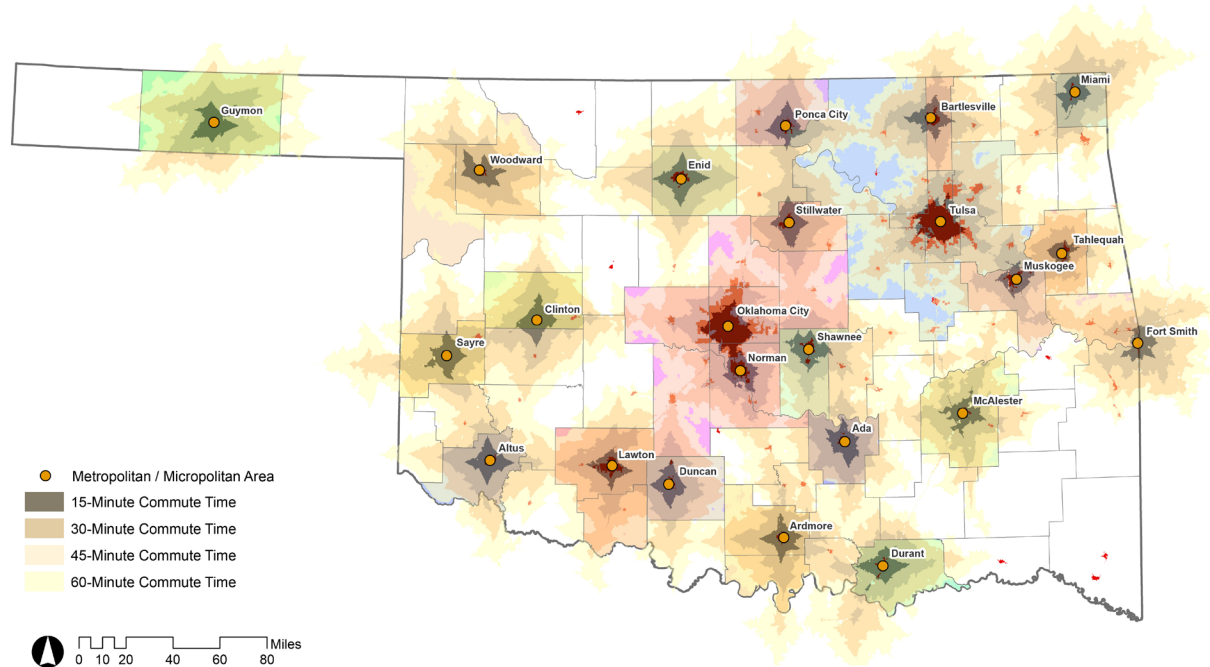 Miami
Guymon
Ponca City
Bartlesville
Woodward
Enid
Stillwater
Tulsa
Tahlequah
Muskogee
Clinton
Oklahoma City
Fort Smith
Sayre
Shawnee
Norman
McAlester
Ada
Altus
Lawton
Duncan
Ardmore
Durant
Metropolitan / Micropolitan Area
15-Minute Commute Time
30-Minute Commute Time
45-Minute Commute Time
60-Minute Commute Time
Miles
0 10 20 40 60 80